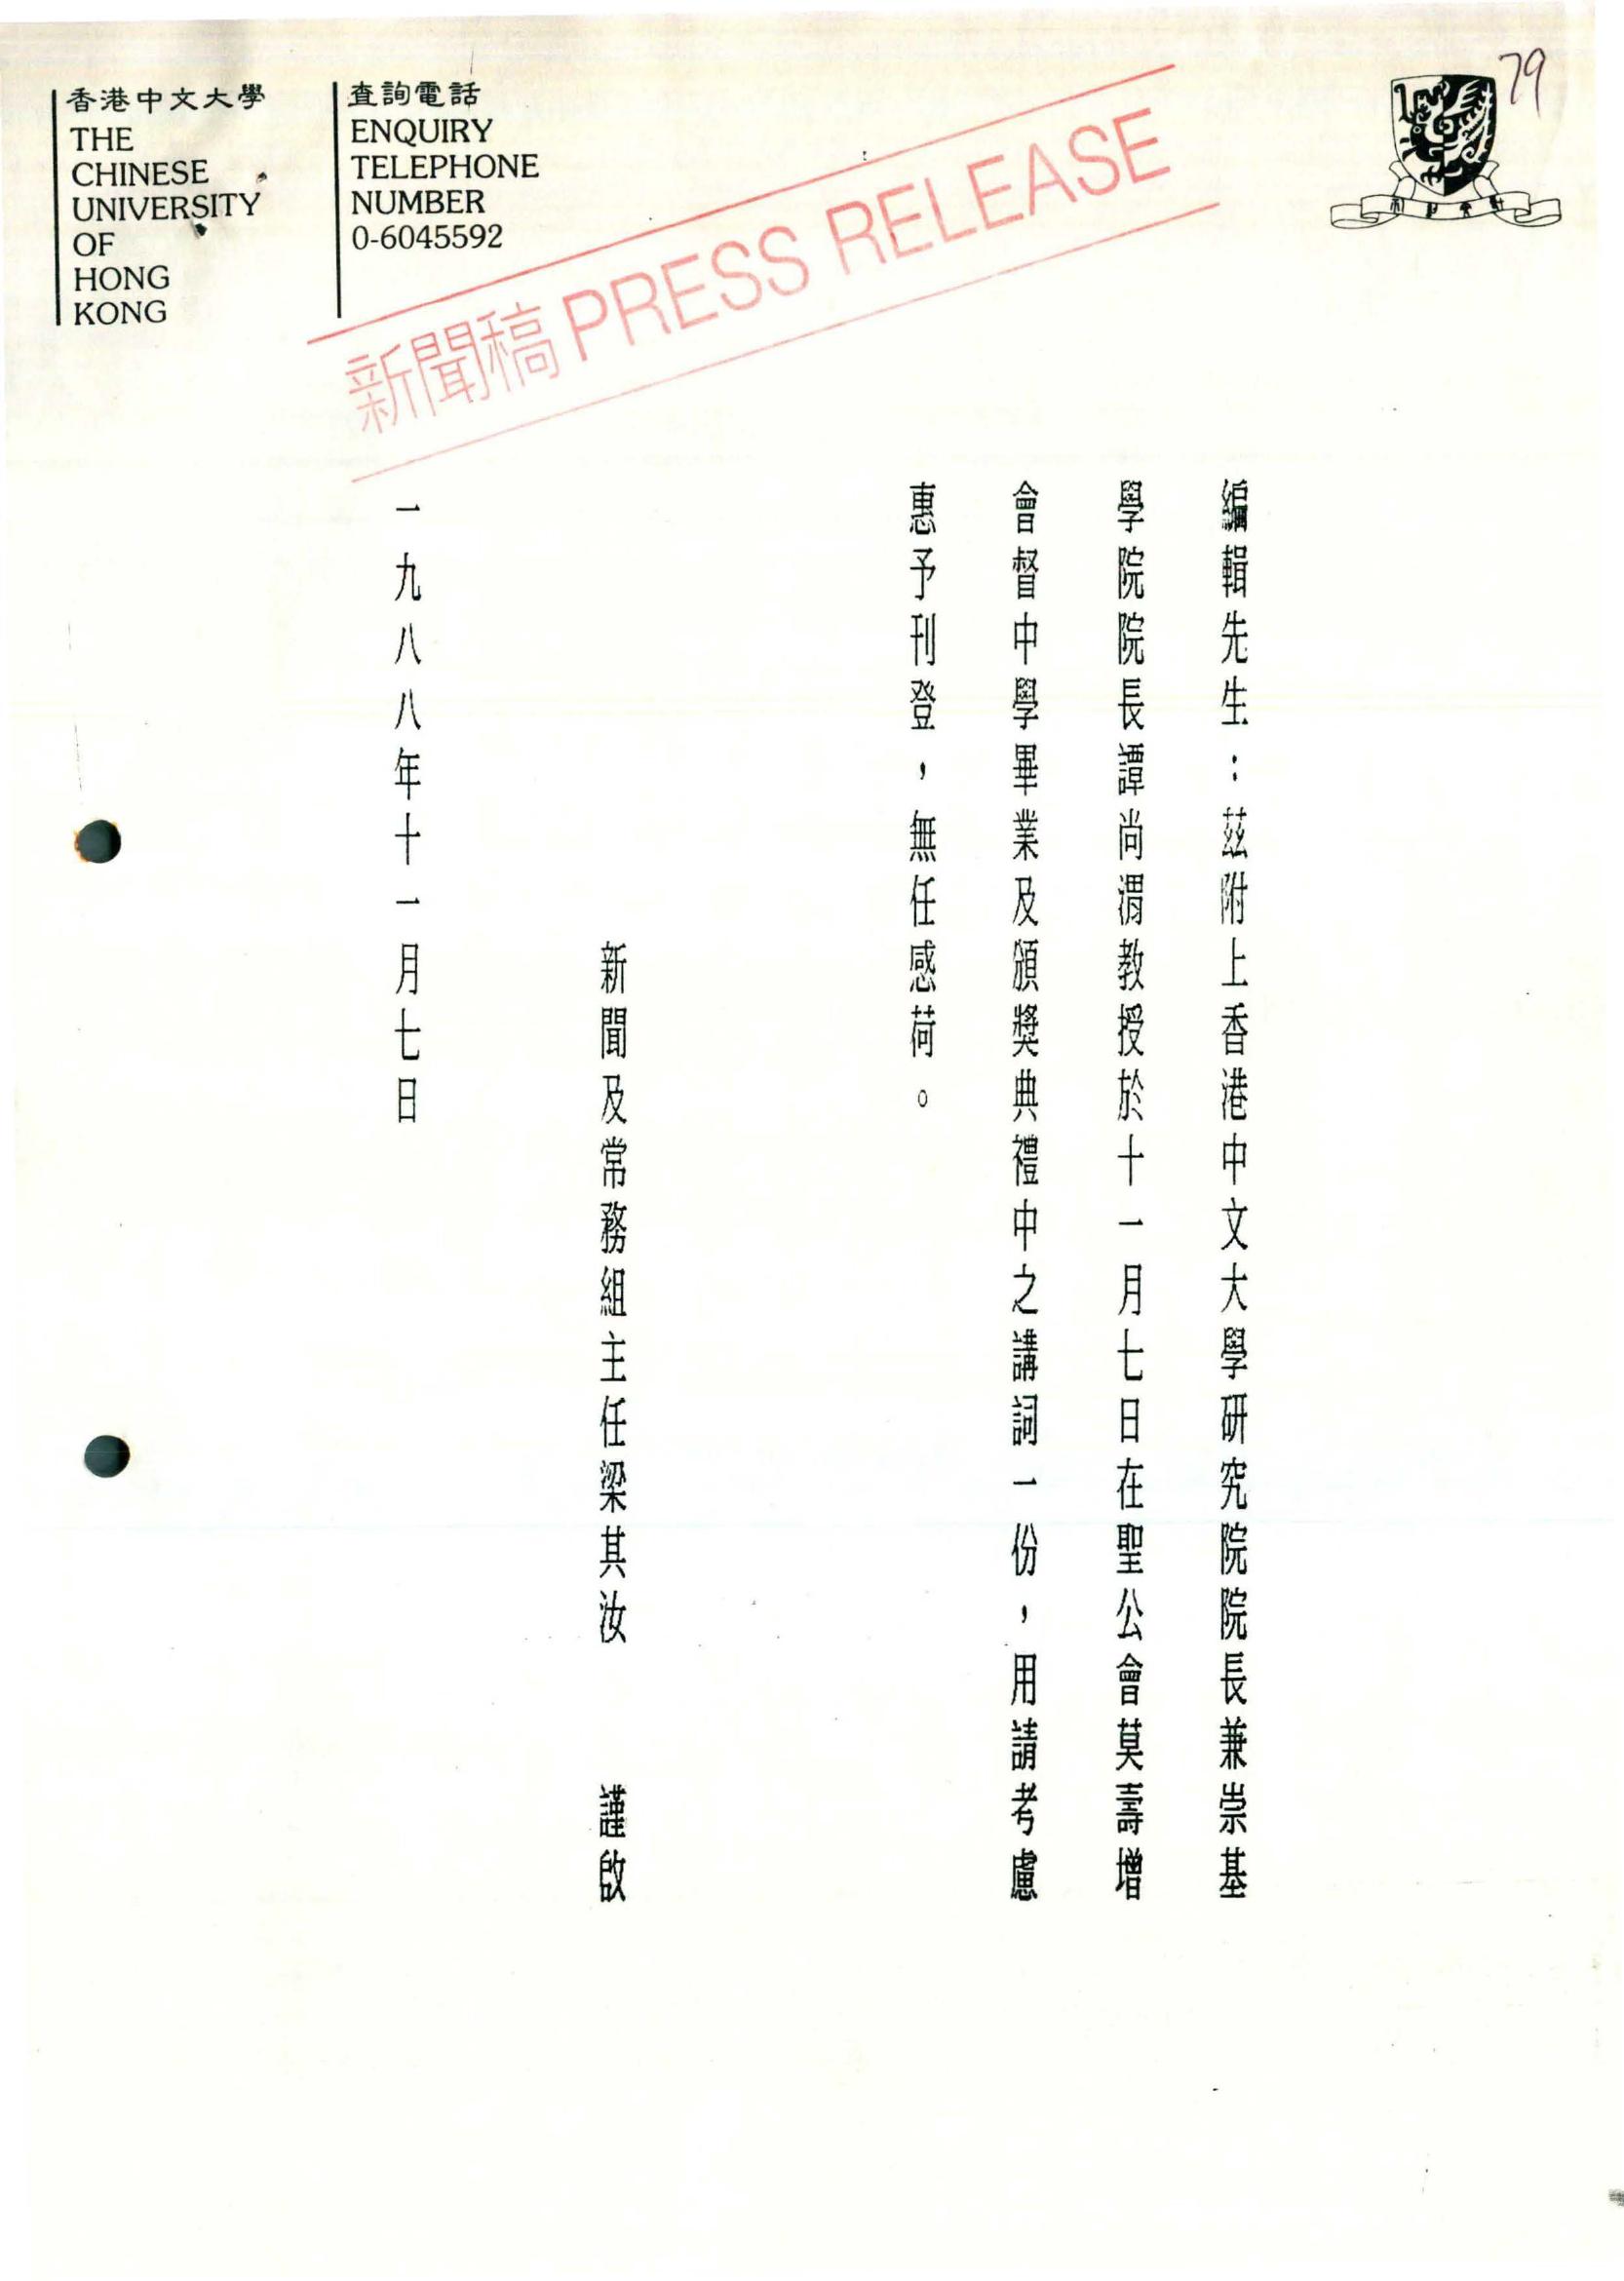 香港中文大學
THE
CHINESE
UNIVERSITY
OF
HONG
KONG
查詢電話
ENQUIRY
TELEPHONE
NUMBER
0-6045592
新聞稿 PRESS RELEASE
79
編輯先生：茲附上香港中文大學研究院院長兼崇基
學院院長譚尚渭教授於十一月七日在聖公會莫壽增
會督中學畢業及頒獎典禮中之講詞一份，用請考慮
惠予刊登，無任感荷。
新聞及常務組主任梁其汝 謹啟
一九八八年十一月七日